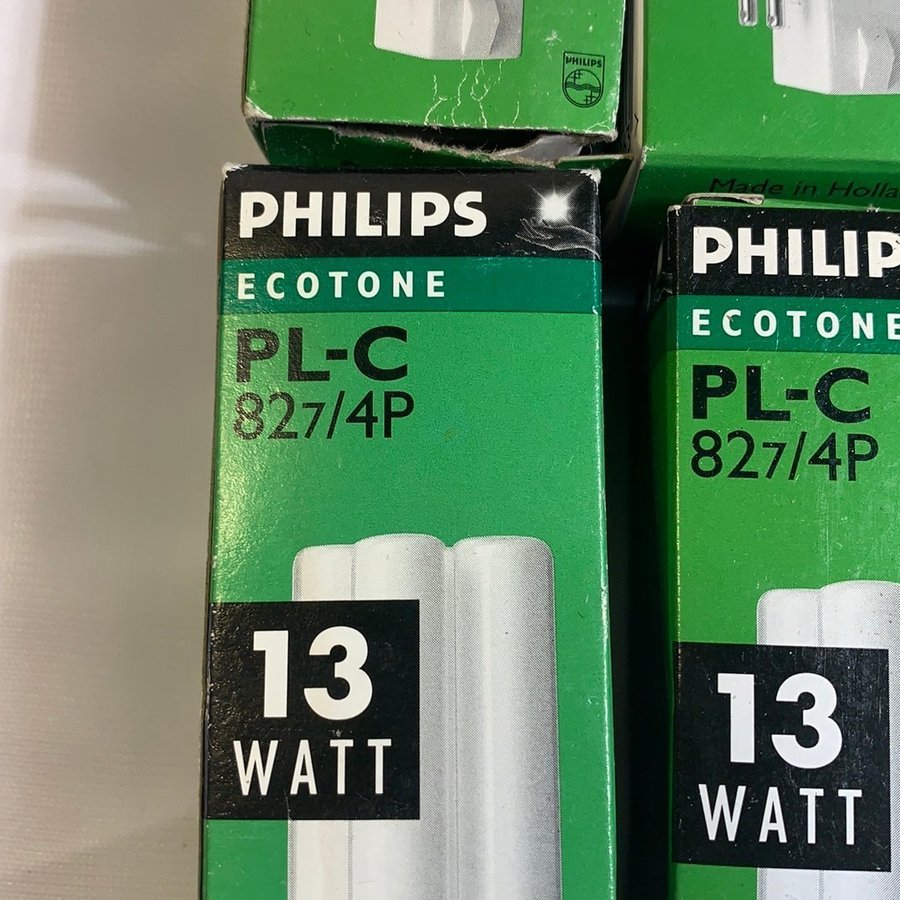 PHILIPS
Made in Holla
PHILIPS
ECOTONE
PL-C
827/4P
13
WATT
PHILIP
ECOTONE
PL-C
827/4P
13
WATT